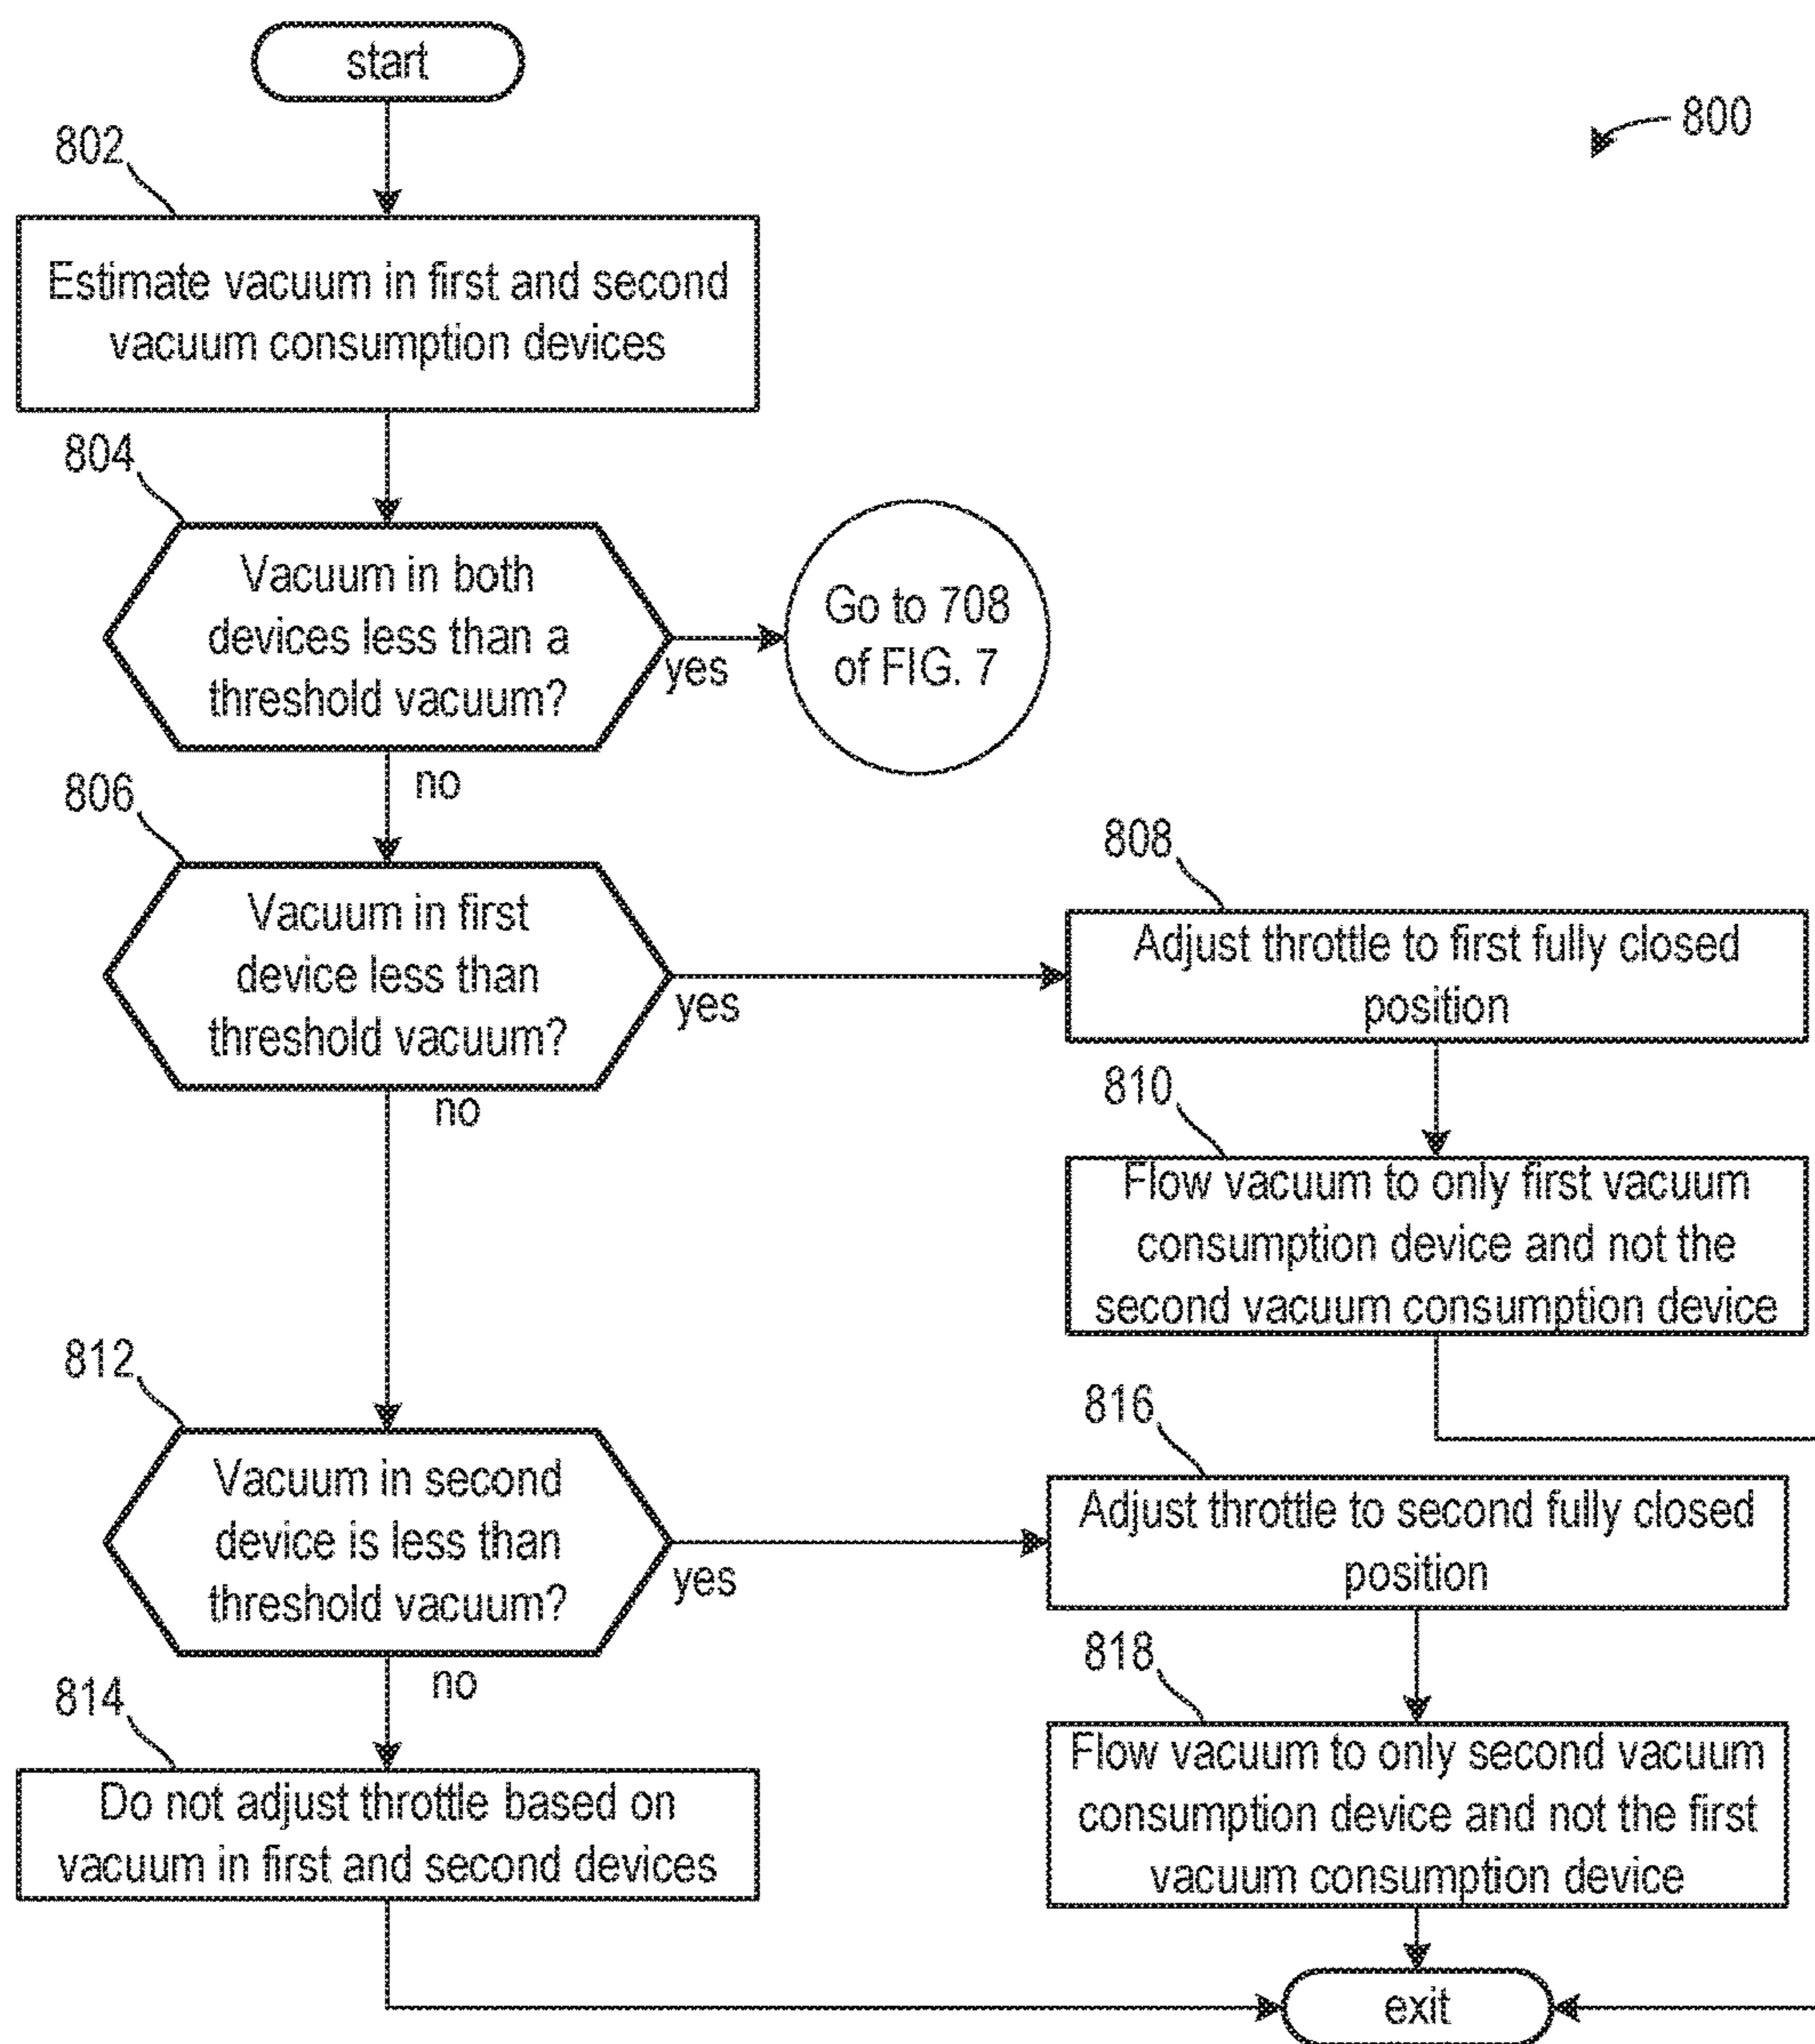 start
800
802
Estimate vacuum in first and second
vacuum consumption devices
804
Vacuum in both
devices less than a
threshold vacuum?
yes
Go to 708
of FIG. 7
no
806
Vacuum in first
device less than
threshold vacuum?
yes
808
Adjust throttle to first fully closed
position
no
810
Flow vacuum to only first vacuum
consumption device and not the
second vacuum consumption device
812
Vacuum in second
device is less than
threshold vacuum?
yes
816
Adjust throttle to second fully closed
position
no
814
Do not adjust throttle based on
vacuum in first and second devices
818
Flow vacuum to only second vacuum
consumption device and not the first
vacuum consumption device
exit